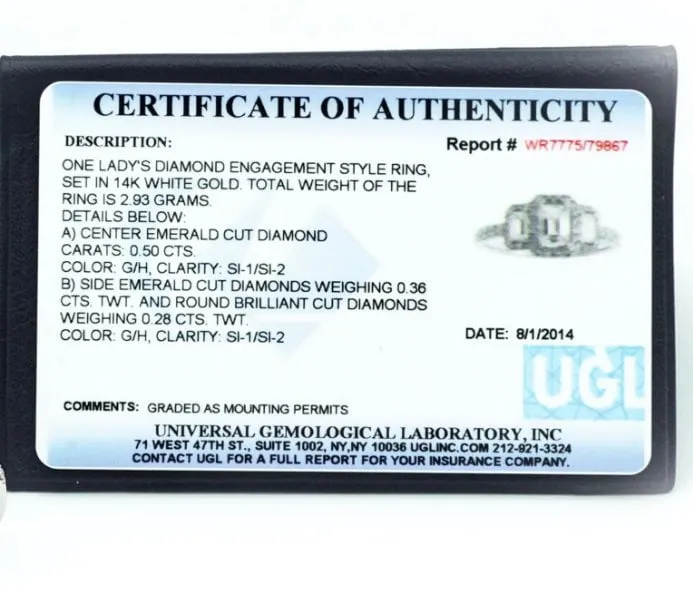 CERTIFICATE OF AUTHENTICITY
DESCRIPTION:
Report # WR7775/79867
ONE LADY'S DIAMOND ENGAGEMENT STYLE RING,
SET IN 14K WHITE GOLD. TOTAL WEIGHT OF THE
RING IS 2.93 GRAMS.
DETAILS BELOW:
A) CENTER EMERALD CUT DIAMOND
CARATS: 0.50 CTS.
COLOR: G/H, CLARITY: SI-1/SI-2
B) SIDE EMERALD CUT DIAMONDS WEIGHING 0.36
CTS. TWT. AND ROUND BRILLIANT CUT DIAMONDS
WEIGHING 0.28 CTS. TWT.
COLOR: G/H, CLARITY: SI-1/SI-2
DATE: 8/1/2014
UGL
COMMENTS: GRADED AS MOUNTING PERMITS
UNIVERSAL GEMOLOGICAL LABORATORY, INC
71 WEST 47TH ST., SUITE 1002, NY,NY 10036 UGLINC.COM 212-921-3324
CONTACT UGL FOR A FULL REPORT FOR YOUR INSURANCE COMPANY.